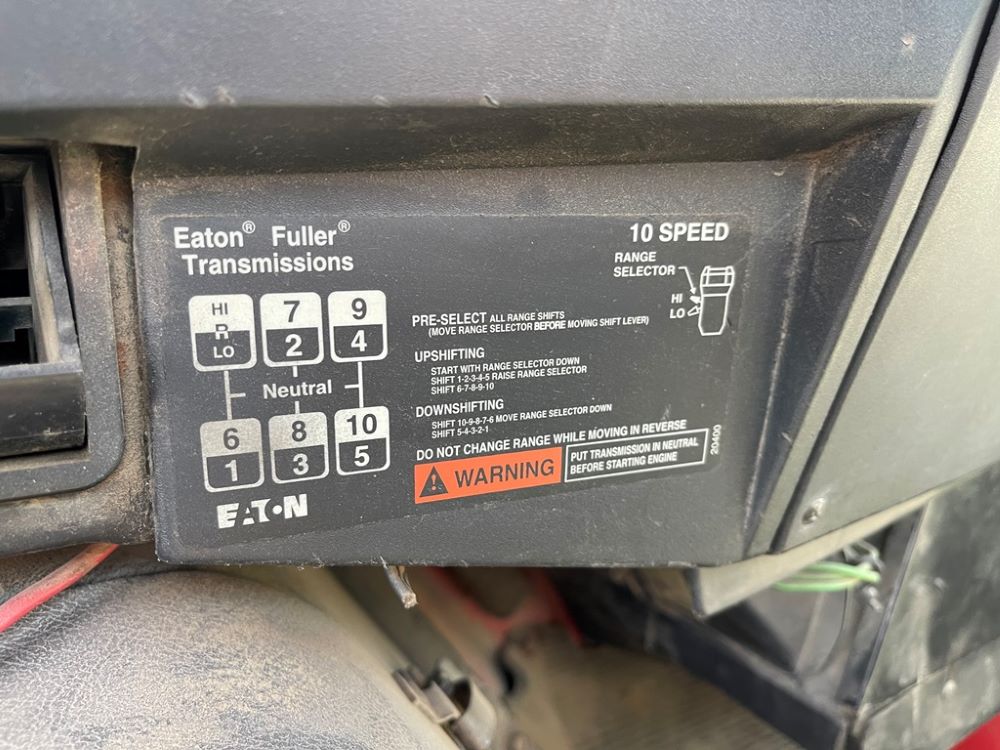 Eaton® Fuller®
Transmissions
10 SPEED
RANGE
SELECTOR
HI
LO
HI
R
LO
7
2
9
4
Neutral
6
1
8
3
10
5
EATON
PRE-SELECT ALL RANGE SHIFTS
(MOVE RANGE SELECTOR BEFORE MOVING SHIFT LEVER)
UPSHIFTING
START WITH RANGE SELECTOR DOWN
SHIFT 1-2-3-4-5 RAISE RANGE SELECTOR
SHIFT 6-7-8-9-10
DOWNSHIFTING
SHIFT 10-9-8-7-6 MOVE RANGE SELECTOR DOWN
SHIFT 5-4-3-2-1
DO NOT CHANGE RANGE WHILE MOVING IN REVERSE
WARNING
PUT TRANSMISSION IN NEUTRAL
BEFORE STARTING ENGINE
20400